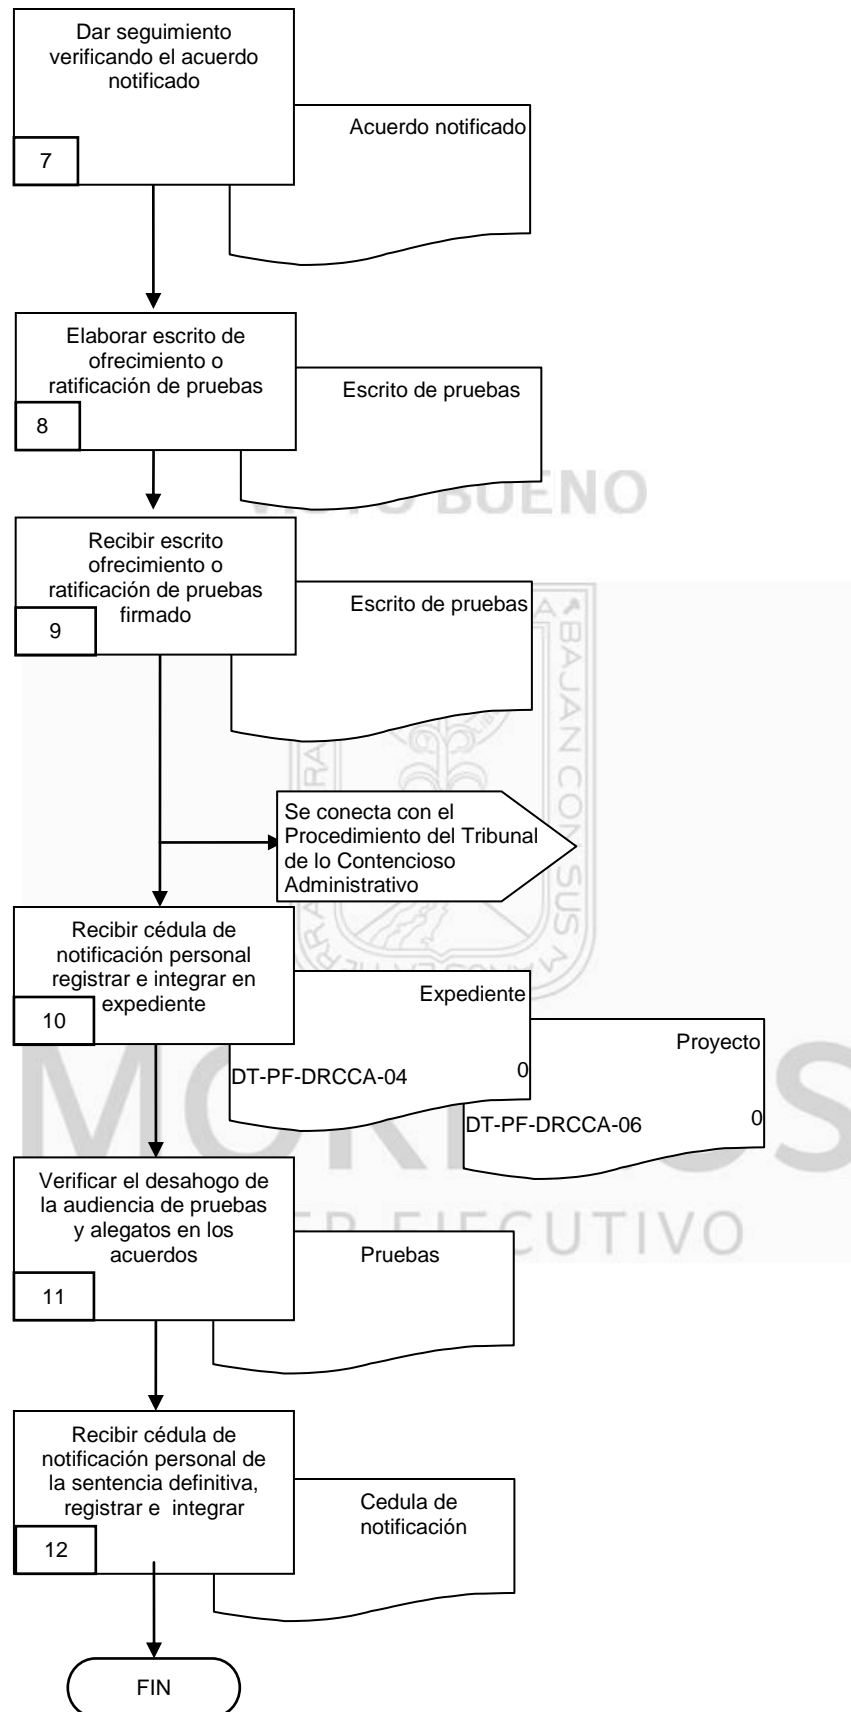 Dar seguimiento
verificando el acuerdo
notificado
7
Acuerdo notificado
Elaborar escrito de
ofrecimiento o
ratificación de pruebas
8
Escrito de pruebas
BUENO
Recibir escrito
ofrecimiento o
ratificación de pruebas
firmado
9
Escrito de pruebas
Se conecta con el
Procedimiento del Tribunal
de lo Contencioso
Administrativo
BAJAN CON SUS
Recibir cédula de
notificación personal
registrar e integrar en
expediente
10
Expediente
DT-PF-DRCCA-04 0
Proyecto
DT-PF-DRCCA-06 0
Verificar el desahogo de
la audiencia de pruebas
y alegatos en los
acuerdos
11
Pruebas
Recibir cédula de
notificación personal de
la sentencia definitiva,
registrar e  integrar
12
Cedula de
notificación
FIN